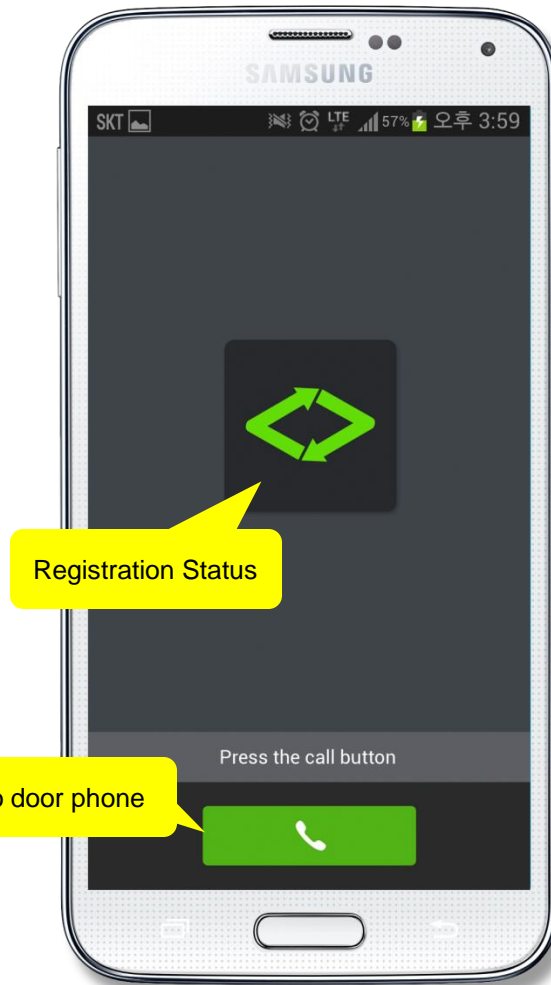 SAMSUNG
SKT LTE 57% 오후 3:59
Registration Status
Press the call button
o door phone